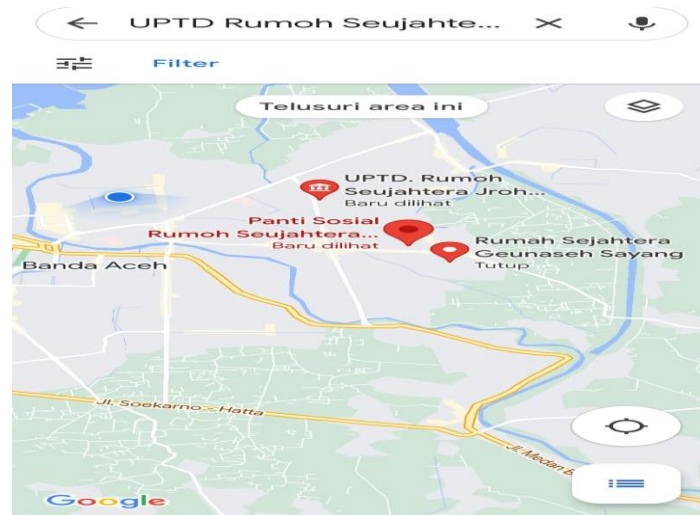 UPTD Rumoh Seujahte...
Filter
Telusuri area ini
UPTD. Rumoh
Seujahtera Jroh...
Baru dilihat
Panti Sosial
Rumoh Seujahtera...
Baru dilihat
Rumah Sejahtera
Geunaseh Sayang
Tutup
Banda Aceh
Jl. Soekarno - Hatta
Jl. Medan B
Google